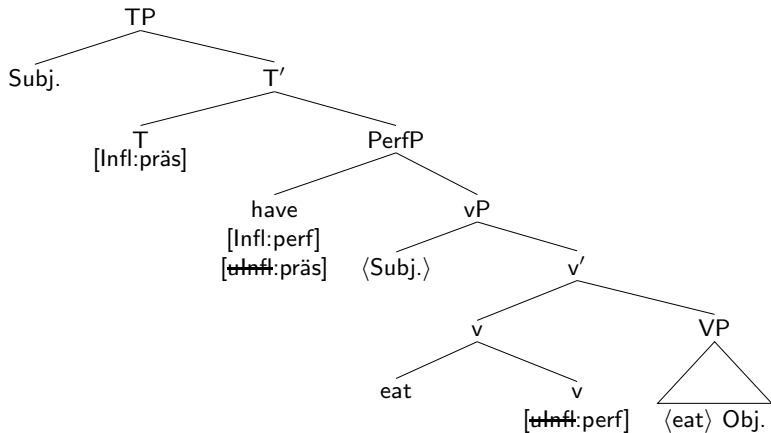 TP
Subj. T′
T PerfP
[Infl:präs]
have vP
[Infl:perf]
[uInfl:präs] ⟨Subj.⟩ v′
v VP
eat v
[uInfl:perf] ⟨eat⟩ Obj.